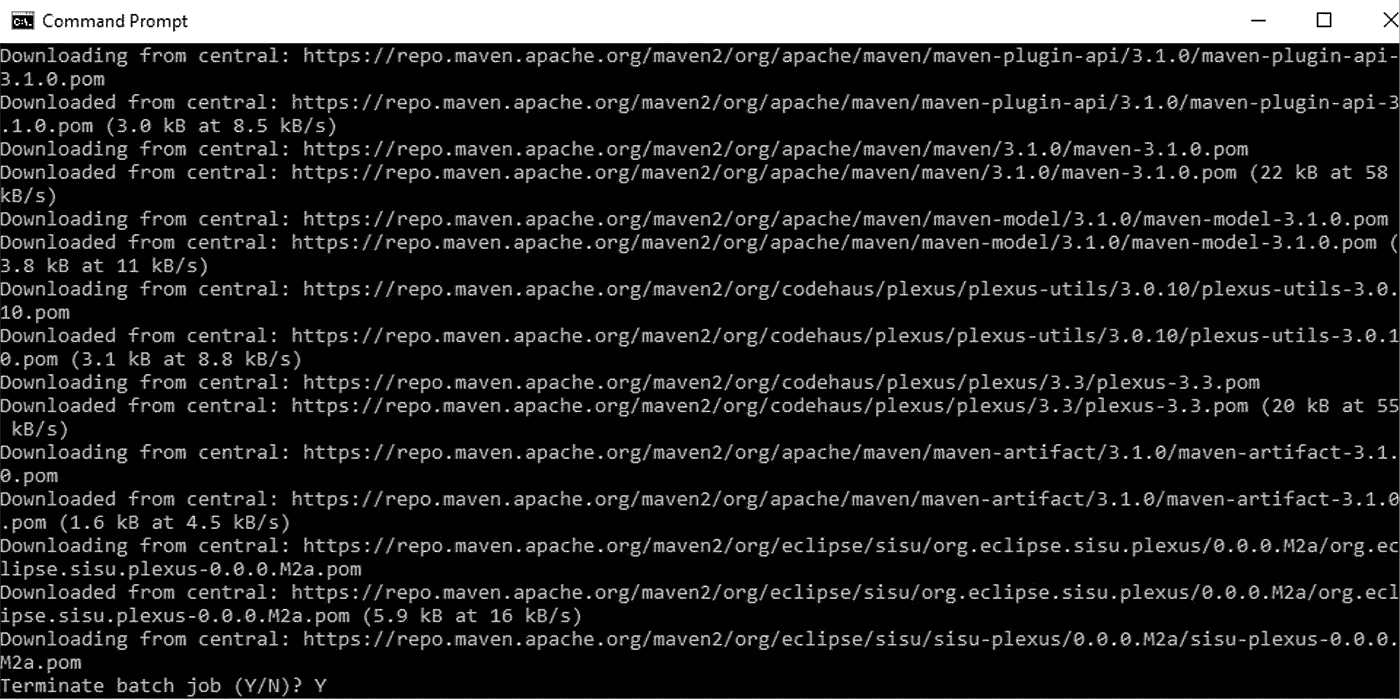 Command Prompt
Downloading from central: https://repo.maven.apache.org/maven2/org/apache/maven/maven-plugin-api/3.1.0/maven-plugin-api-
3.1.0.pom
Downloaded from central: https://repo.maven.apache.org/maven2/org/apache/maven/maven-plugin-api/3.1.0/maven-plugin-api-3
.1.0.pom (3.0 kB at 8.5 kB/s)
Downloading from central: https://repo.maven.apache.org/maven2/org/apache/maven/maven/3.1.0/maven-3.1.0.pom
Downloaded from central: https://repo.maven.apache.org/maven2/org/apache/maven/maven/3.1.0/maven-3.1.0.pom (22 kB at 58
kB/s)
Downloading from central: https://repo.maven.apache.org/maven2/org/apache/maven/maven-model/3.1.0/maven-model-3.1.0.pom
Downloaded from central: https://repo.maven.apache.org/maven2/org/apache/maven/maven-model/3.1.0/maven-model-3.1.0.pom (
3.8 kB at 11 kB/s)
Downloading from central: https://repo.maven.apache.org/maven2/org/codehaus/plexus/plexus-utils/3.0.10/plexus-utils-3.0.
10.pom
Downloaded from central: https://repo.maven.apache.org/maven2/org/codehaus/plexus/plexus-utils/3.0.10/plexus-utils-3.0.1
0.pom (3.1 kB at 8.8 kB/s)
Downloading from central: https://repo.maven.apache.org/maven2/org/codehaus/plexus/plexus/3.3/plexus-3.3.pom
Downloaded from central: https://repo.maven.apache.org/maven2/org/codehaus/plexus/plexus/3.3/plexus-3.3.pom (20 kB at 55
 kB/s)
Downloading from central: https://repo.maven.apache.org/maven2/org/apache/maven/maven-artifact/3.1.0/maven-artifact-3.1.
0.pom
Downloaded from central: https://repo.maven.apache.org/maven2/org/apache/maven/maven-artifact/3.1.0/maven-artifact-3.1.0
.pom (1.6 kB at 4.5 kB/s)
Downloading from central: https://repo.maven.apache.org/maven2/org/eclipse/sisu/org.eclipse.sisu.plexus/0.0.0.M2a/org.ec
lipse.sisu.plexus-0.0.0.M2a.pom
Downloaded from central: https://repo.maven.apache.org/maven2/org/eclipse/sisu/org.eclipse.sisu.plexus/0.0.0.M2a/org.ecl
ipse.sisu.plexus-0.0.0.M2a.pom (5.9 kB at 16 kB/s)
Downloading from central: https://repo.maven.apache.org/maven2/org/eclipse/sisu/sisu-plexus/0.0.0.M2a/sisu-plexus-0.0.0.
M2a.pom
Terminate batch job (Y/N)? Y